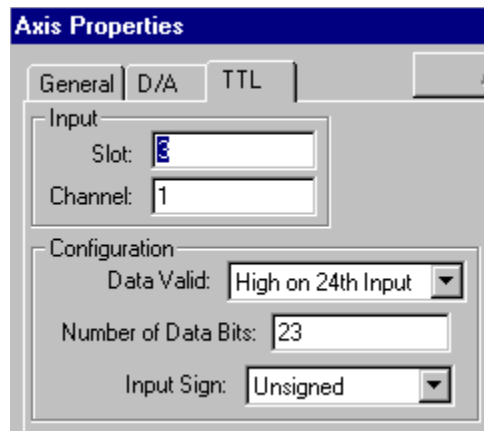 Axis Properties
General D/A TTL
Input
Slot: 3
Channel: 1
Configuration
Data Valid: High on 24th Input
Number of Data Bits: 23
Input Sign: Unsigned